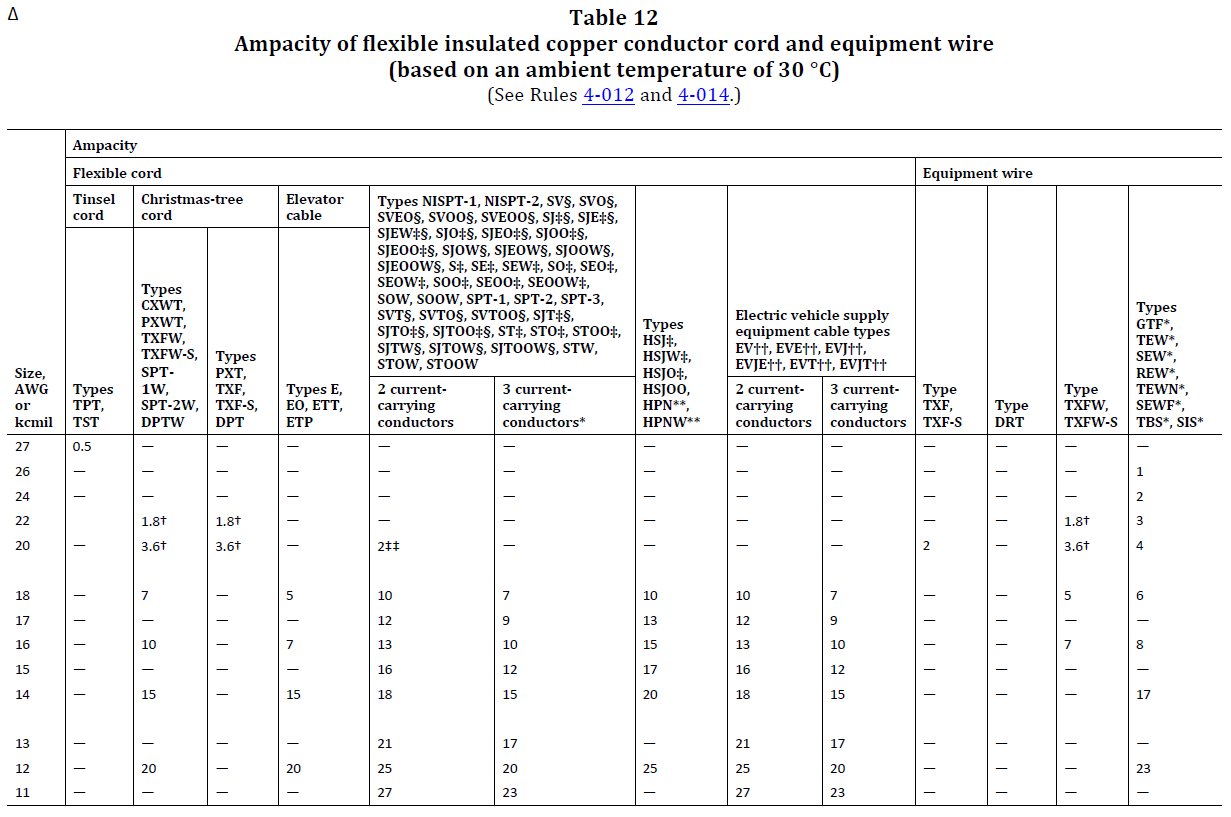 Δ
Table 12
Ampacity of flexible insulated copper conductor cord and equipment wire
(based on an ambient temperature of 30 °C)
(See Rules 4-012 and 4-014.)
Size,
AWG
or
kcmil
Ampacity
Flexible cord
Equipment wire
Tinsel
cord
Christmas-tree
cord
Elevator
cable
Types
TPT,
TST
Types
CXWT,
PXWT,
TXFW,
TXFW-S,
SPT-
1W,
SPT-2W,
DPTW
Types
PXT,
TXF,
TXF-S,
DPT
Types E,
EO, ETT,
ETP
Types NISPT-1, NISPT-2, SV§, SVO§,
SVEO§, SVOO§, SVEOO§, SJ‡§, SJE‡§,
SJEW‡§, SJO‡§, SJEO‡§, SJOO‡§,
SJEOO‡§, SJOW§, SJEOW§, SJOOW§,
SJEOOW§, S‡, SE‡, SEW‡, SO‡, SEO‡,
SEOW‡, SOO‡, SEOO‡, SEOOW‡,
SOW, SOOW, SPT-1, SPT-2, SPT-3,
SVT§, SVTO§, SVTOO§, SJT‡§,
SJTO‡§, SJTOO‡§, ST‡, STO‡, STOO‡,
SJTW§, SJTOW§, SJTOOW§, STW,
STOW, STOOW
2 current-
carrying
conductors
3 current-
carrying
conductors*
Types
HSJ‡,
HSJW‡,
HSJO‡,
HSJOO,
HPN**,
HPNW**
Electric vehicle supply
equipment cable types
EV††, EVE††, EVJ††,
EVJE††, EVT††, EVJT††
2 current-
carrying
conductors
3 current-
carrying
conductors
Type
TXF,
TXF-S
Type
DRT
Type
TXFW,
TXFW-S
Types
GTF*,
TEW*,
SEW*,
REW*,
TEWN*,
SEWF*,
TBS*, SIS*
27 0.5 — — — — — — — — — — — —
26 — — — — — — — — — — — — 1
24 — — — — — — — — — — — — 2
22 1.8† 1.8† — — — — — — — — 1.8† 3
20 — 3.6† 3.6† — 2‡‡ — — — — 2 — 3.6† 4
18 — 7 — 5 10 7 10 10 7 — — 5 6
17 — — — — 12 9 13 12 9 — — — —
16 — 10 — 7 13 10 15 13 10 — — 7 8
15 — — — — 16 12 17 16 12 — — — —
14 — 15 — 15 18 15 20 18 15 — — — 17
13 — — — — 21 17 — 21 17 — — — —
12 — 20 — 20 25 20 25 25 20 — — — 23
11 — — — — 27 23 — 27 23 — — — —